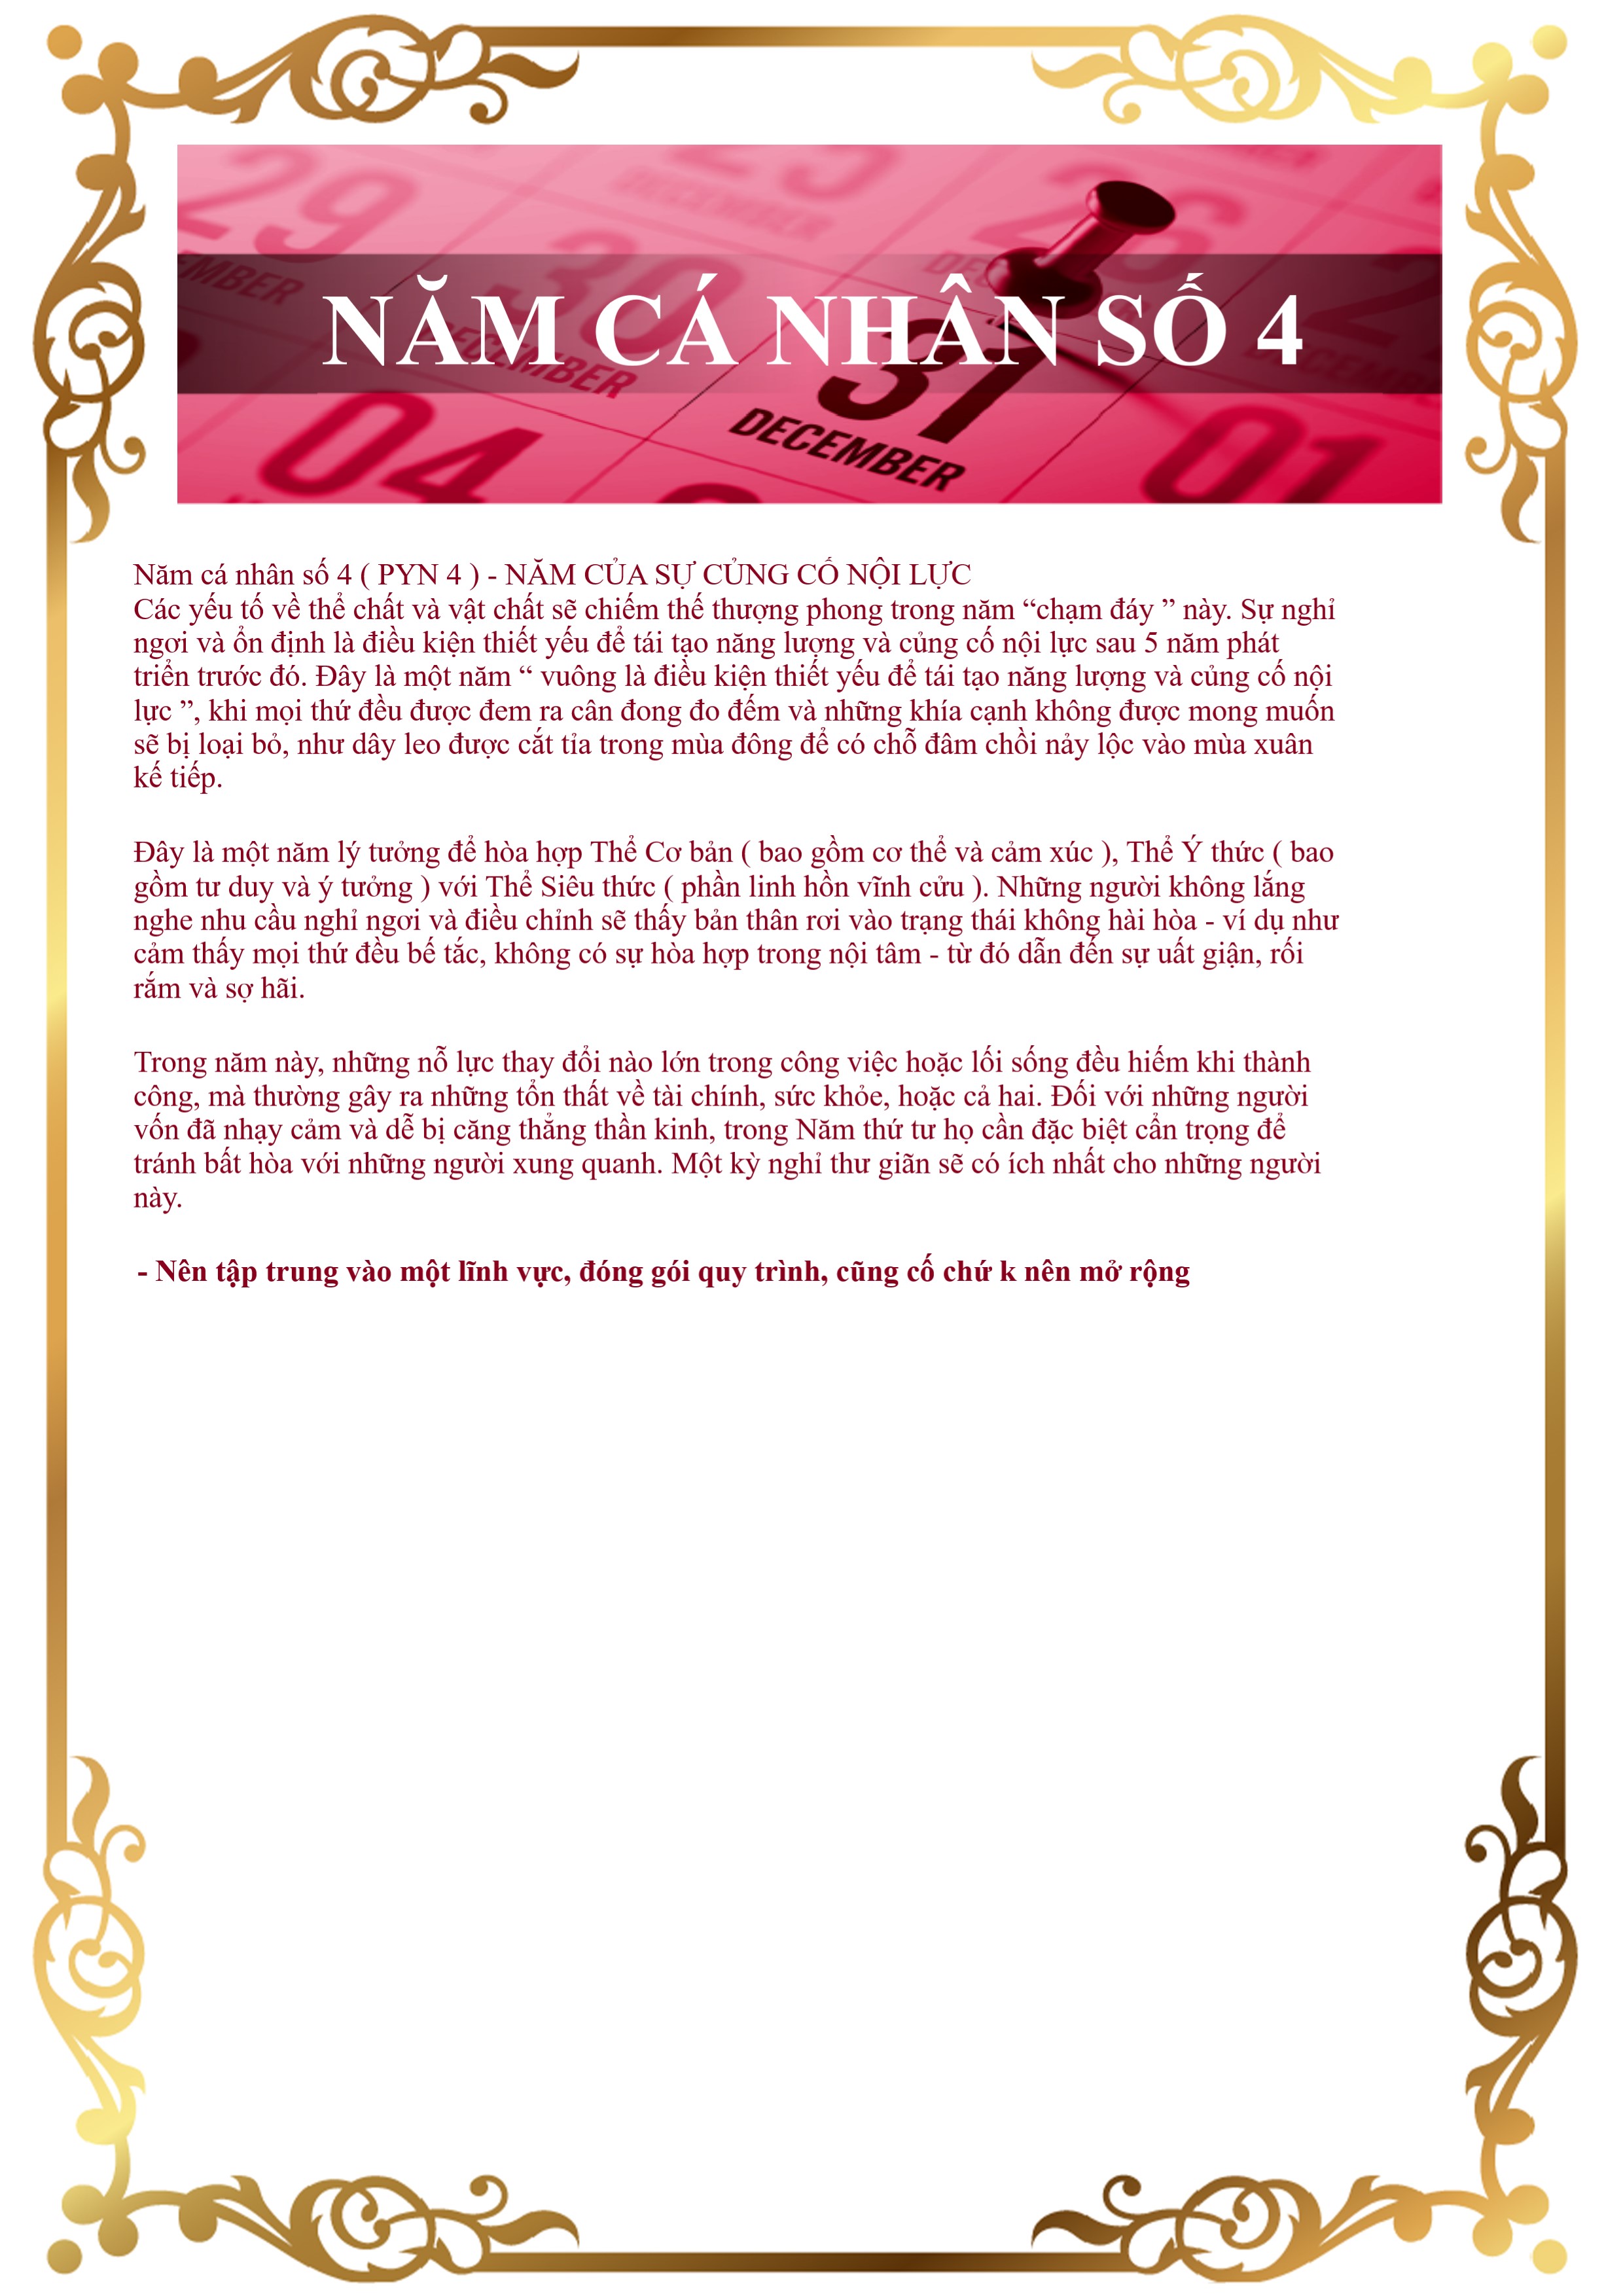 29
25
DECEMBER
26
30
DECEMBER
NĂM CÁ NHÂN SỐ 4
DECEMBER
04
31
DECEMBER
01
Năm cá nhân số 4 ( PYN 4 ) - NĂM CỦA SỰ CỦNG CỐ NỘI LỰC
Các yếu tố về thể chất và vật chất sẽ chiếm thế thượng phong trong năm “chạm đáy ” này. Sự nghỉ
ngơi và ổn định là điều kiện thiết yếu để tái tạo năng lượng và củng cố nội lực sau 5 năm phát
triển trước đó. Đây là một năm “ vuông là điều kiện thiết yếu để tái tạo năng lượng và củng cố nội
lực ”, khi mọi thứ đều được đem ra cân đong đo đếm và những khía cạnh không được mong muốn
sẽ bị loại bỏ, như dây leo được cắt tỉa trong mùa đông để có chỗ đâm chồi nảy lộc vào mùa xuân
kế tiếp.
Đây là một năm lý tưởng để hòa hợp Thể Cơ bản ( bao gồm cơ thể và cảm xúc ), Thể Ý thức ( bao
gồm tư duy và ý tưởng ) với Thể Siêu thức ( phần linh hồn vĩnh cửu ). Những người không lắng
nghe nhu cầu nghỉ ngơi và điều chỉnh sẽ thấy bản thân rơi vào trạng thái không hài hòa - ví dụ như
cảm thấy mọi thứ đều bế tắc, không có sự hòa hợp trong nội tâm - từ đó dẫn đến sự uất giận, rối
rắm và sợ hãi.
Trong năm này, những nỗ lực thay đổi nào lớn trong công việc hoặc lối sống đều hiếm khi thành
công, mà thường gây ra những tổn thất về tài chính, sức khỏe, hoặc cả hai. Đối với những người
vốn đã nhạy cảm và dễ bị căng thẳng thần kinh, trong Năm thứ tư họ cần đặc biệt cẩn trọng để
tránh bất hòa với những người xung quanh. Một kỳ nghỉ thư giãn sẽ có ích nhất cho những người
này.
- Nên tập trung vào một lĩnh vực, đóng gói quy trình, cũng cố chứ k nên mở rộng